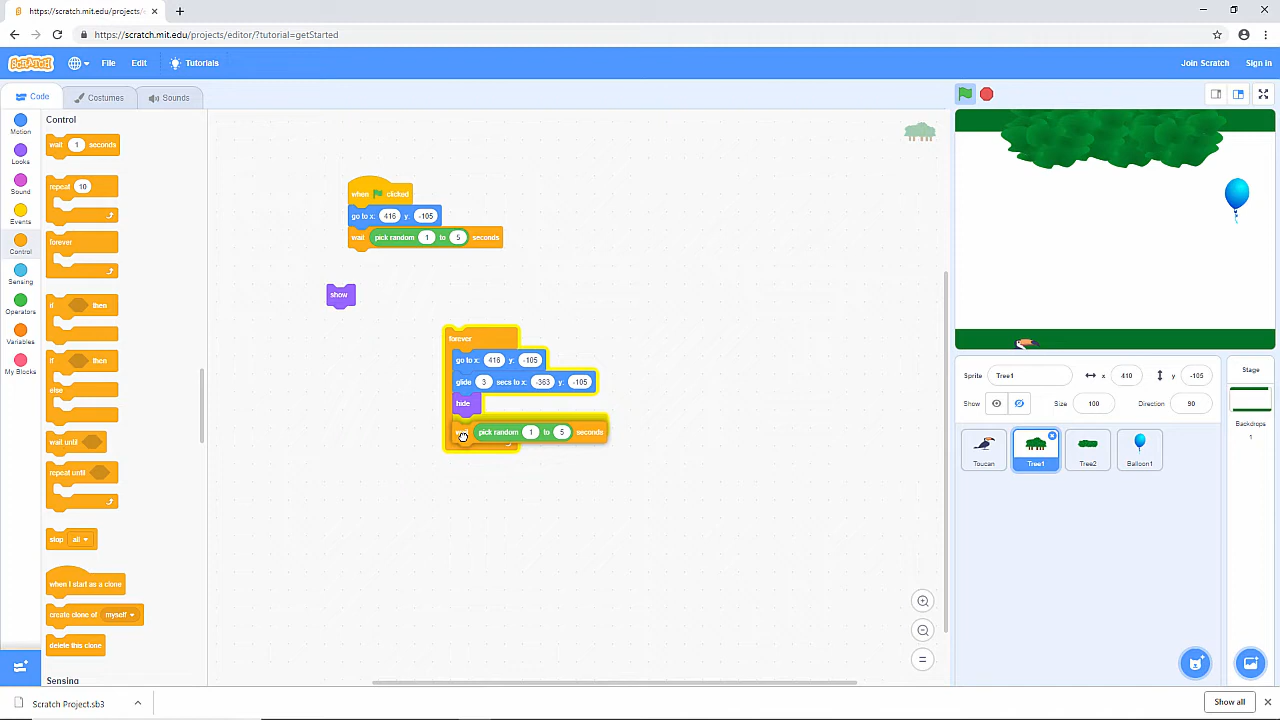 https://scratch.mit.edu/projects/
https://scratch.mit.edu/projects/editor/?tutorial=getStarted
SCRATCH File Edit Tutorials Join Scratch Sign in
Code Costumes Sounds
Motion
Looks
Sound
Events
Control
Sensing
Operators
Variables
My Blocks
Control
wait 1 seconds
repeat 10
forever
if then
if then
else
wait until
repeat until
stop all
when I start as a clone
create clone of myself
delete this clone
Sensing
when clicked
go to x: 416 y: -105
wait pick random 1 to 5 seconds
show
forever
go to x: 416 y: -105
glide 3 secs to x: -363 y: -105
hide
pick random 1 to 5 seconds
Sprite Tree1 x 410 y -105
Show Size 100 Direction 90
Toucan Tree1 Tree2 Balloon1
Stage
Backdrops
1
Scratch Project.sb3
Show all